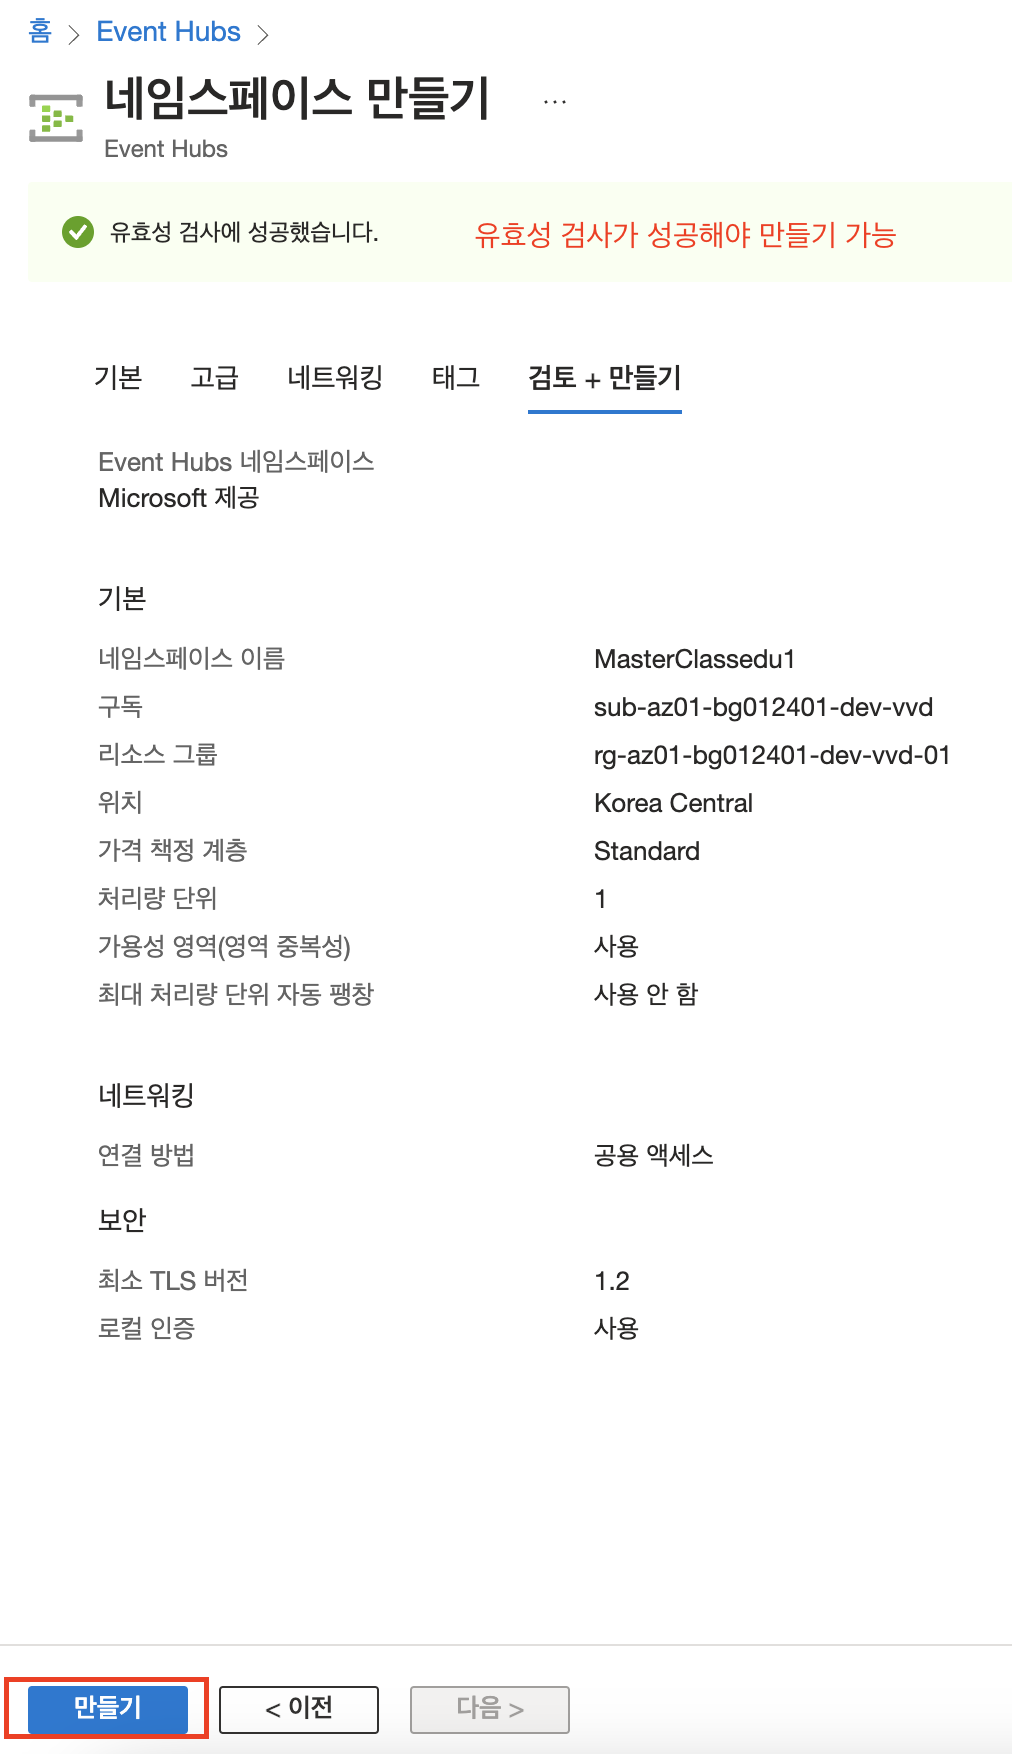 홈 > Event Hubs >
네임스페이스 만들기 ...
Event Hubs
유효성 검사에 성공했습니다. 유효성 검사가 성공해야 만들기 가능
기본 고급 네트워킹 태그 검토 + 만들기
Event Hubs 네임스페이스
Microsoft 제공
기본
네임스페이스 이름 MasterClassedu1
구독 sub-az01-bg012401-dev-vvd
리소스 그룹 rg-az01-bg012401-dev-vvd-01
위치 Korea Central
가격 책정 계층 Standard
처리량 단위 1
가용성 영역(영역 중복성) 사용
최대 처리량 단위 자동 팽창 사용 안 함
네트워킹
연결 방법 공용 액세스
보안
최소 TLS 버전 1.2
로컬 인증 사용
만들기 < 이전 다음 >